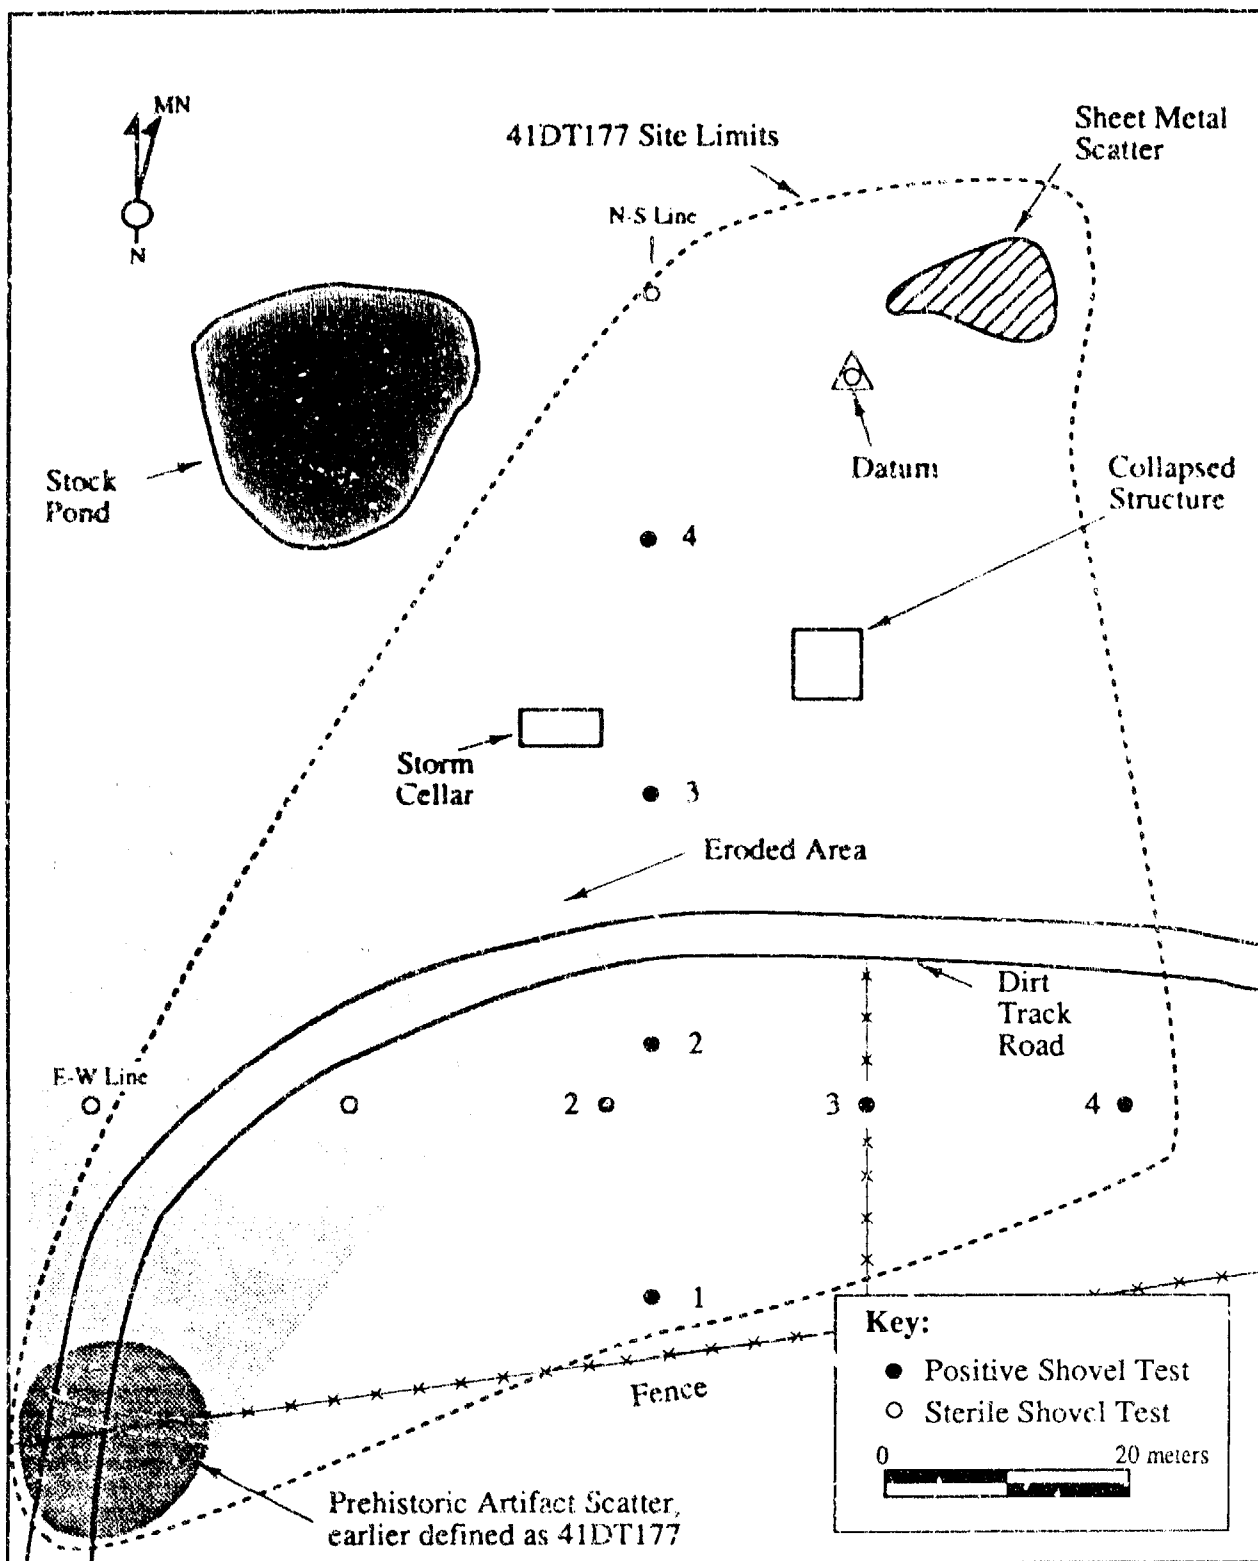 MN
N
41DT177 Site Limits
Sheet Metal
Scatter
N-S Line
Datum
Stock
Pond
Collapsed
Structure
4
Storm
Cellar
3
Eroded Area
Dirt
Track
Road
2
E-W Line
2
3
4
1
Fence
Prehistoric Artifact Scatter,
earlier defined as 41DT177
Key:
Positive Shovel Test
Sterile Shovel Test
0 20 meters